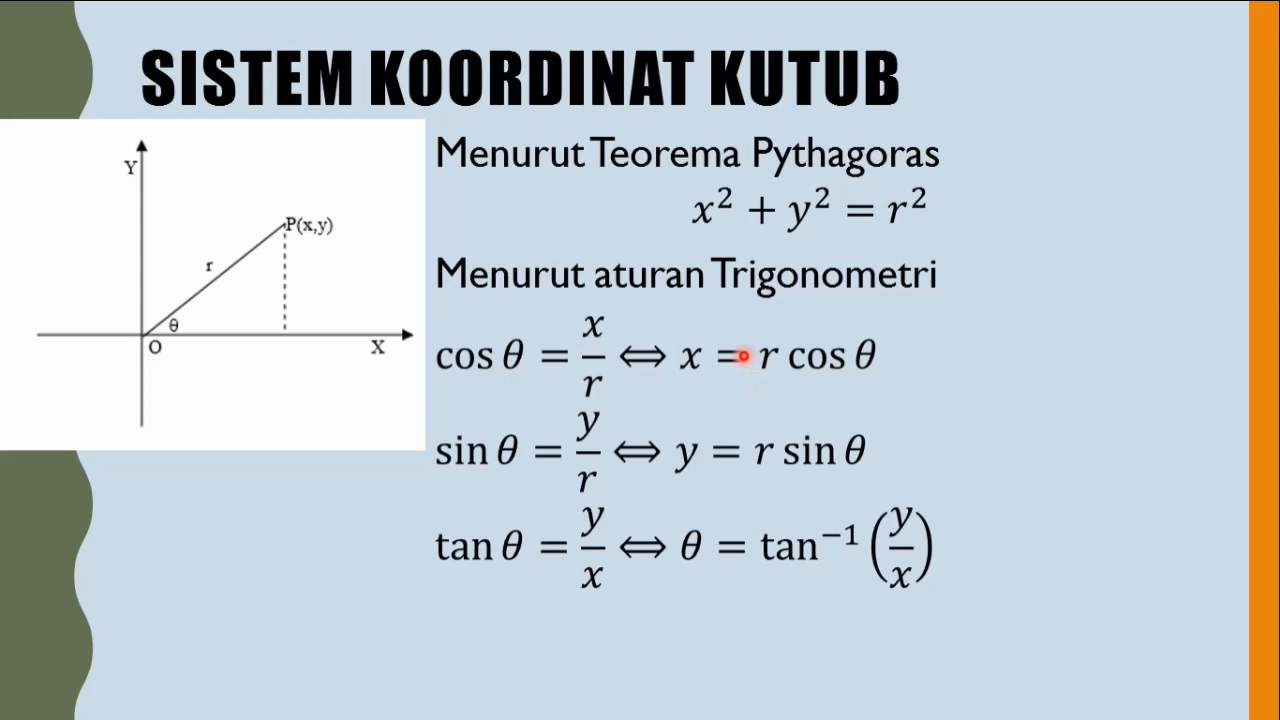 SISTEM KOORDINAT KUTUB
Y
P(x,y)
r
θ
O
X
Menurut Teorema Pythagoras
x² + y² = r²
Menurut aturan Trigonometri
cos θ = x/r ⟺ x = r cos θ
sin θ = y/r ⟺ y = r sin θ
tan θ = y/x ⟺ θ = tan⁻¹ (y/x)